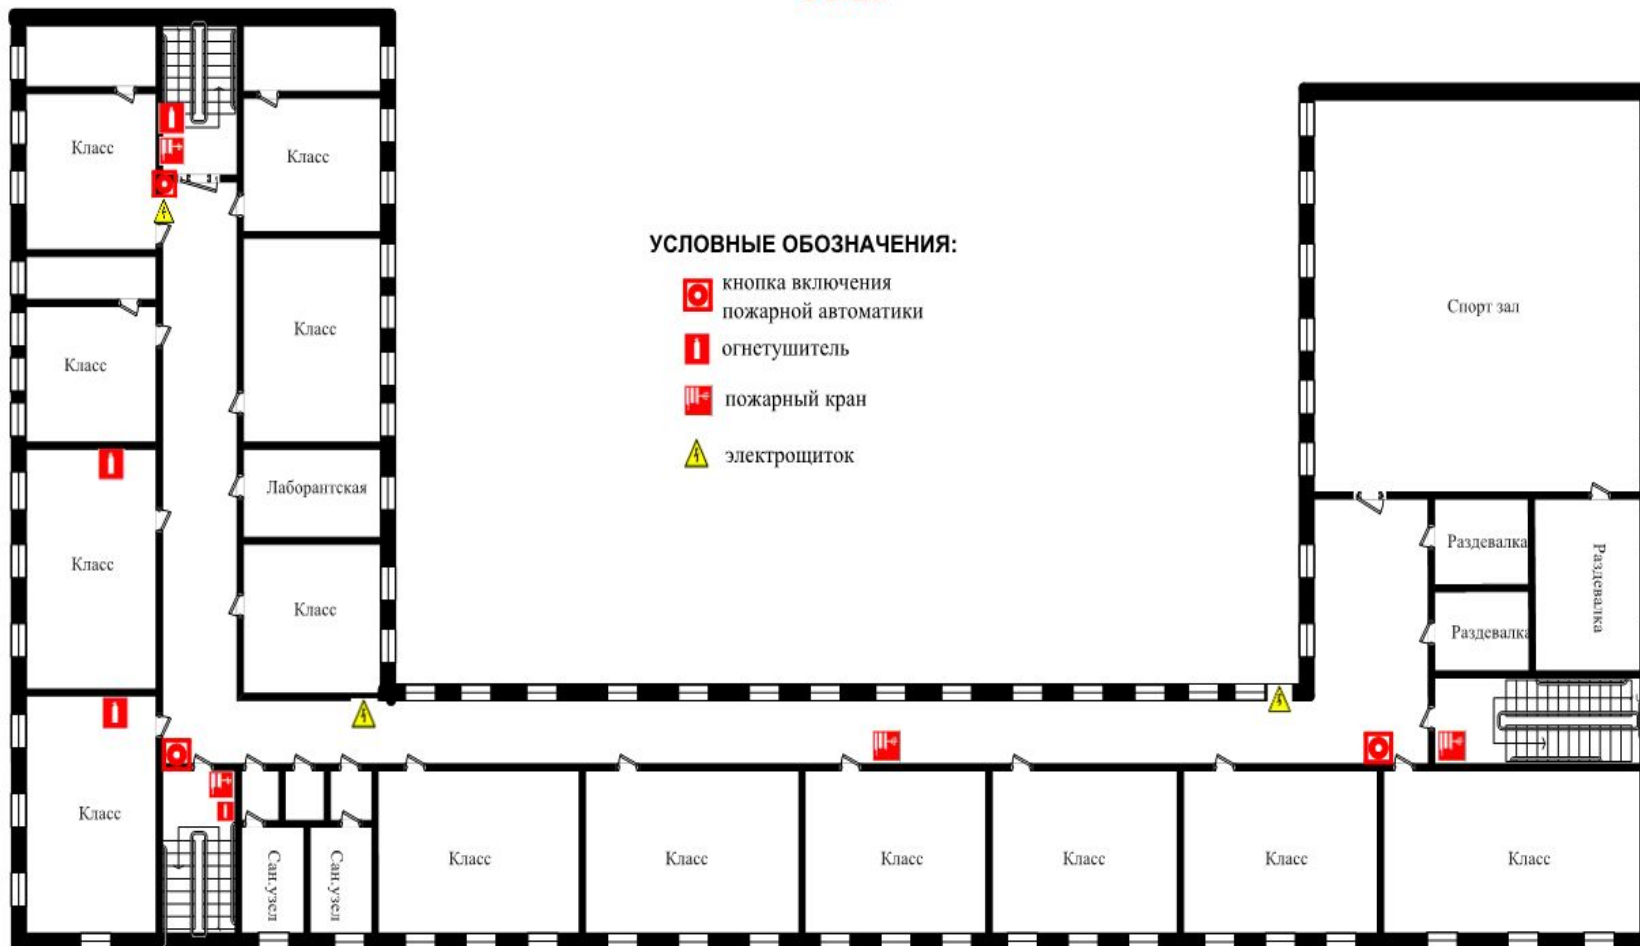 Класс
Класс
УСЛОВНЫЕ ОБОЗНАЧЕНИЯ:
кнопка включения
пожарной автоматики
огнетушитель
пожарный кран
электрощиток
Спорт зал
Класс
Класс
Лаборантская
Класс
Класс
Раздевалка
Раздевалка
Раздевалка
Класс
Сан.узел
Сан.узел
Класс
Класс
Класс
Класс
Класс
Класс